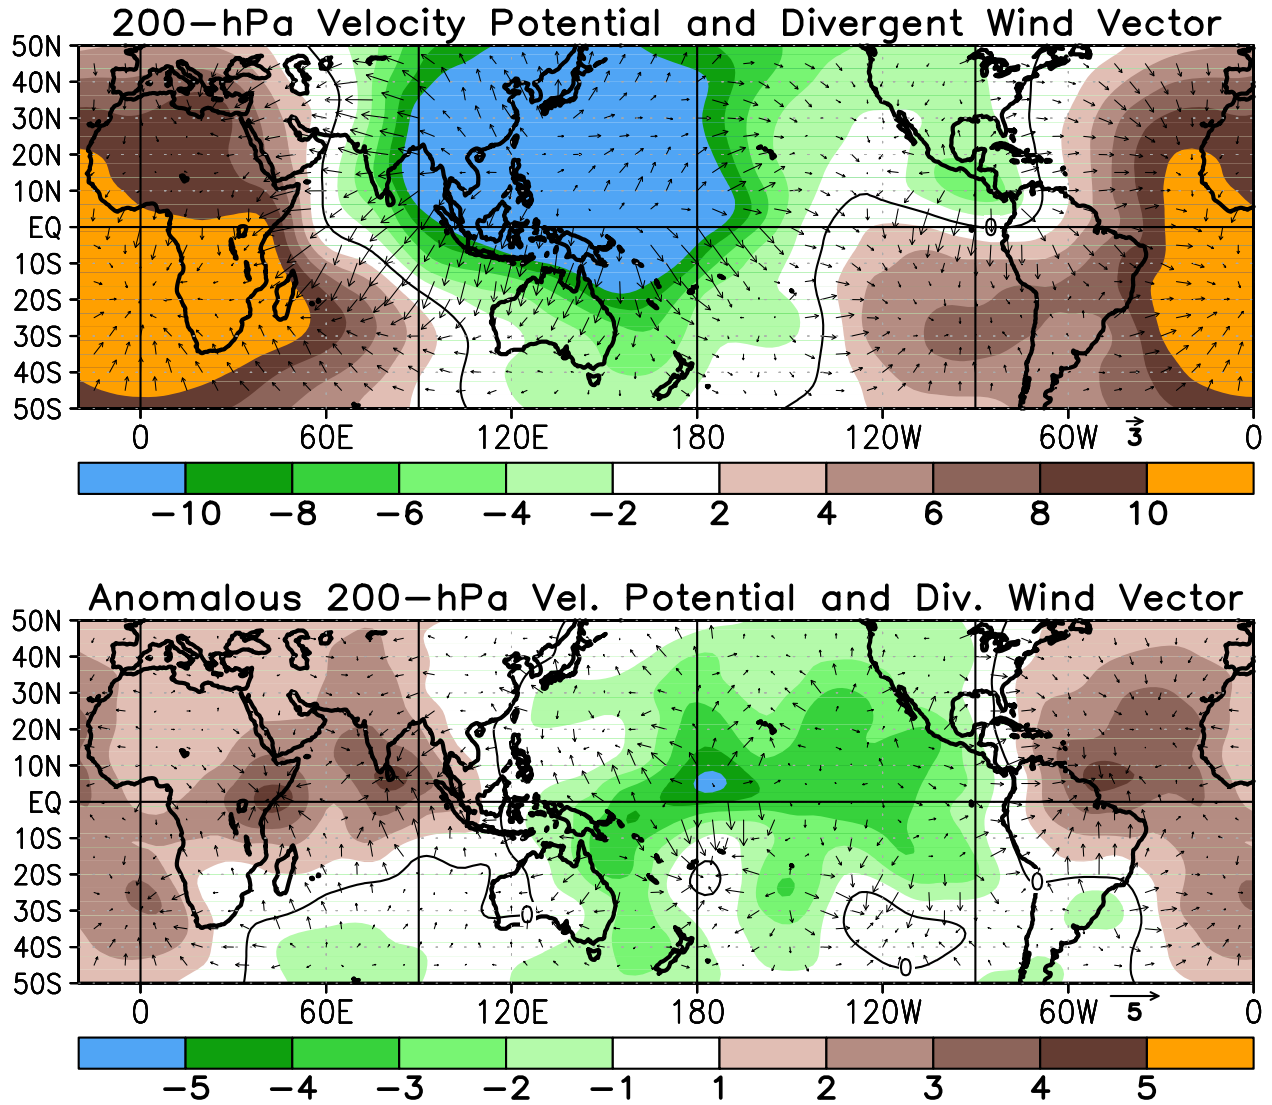 200-hPa Velocity Potential and Divergent Wind Vector
50N
40N
30N
20N
10N
EQ
10S
20S
30S
40S
50S
0
0 60E 120E 180 120W 60W 0
3
-10 -8 -6 -4 -2 2 4 6 8 10
Anomalous 200-hPa Vel. Potential and Div. Wind Vector
50N
40N
30N
20N
10N
EQ
10S
20S
30S
40S
50S
0
0
0
0 60E 120E 180 120W 60W 0
5
-5 -4 -3 -2 -1 1 2 3 4 5